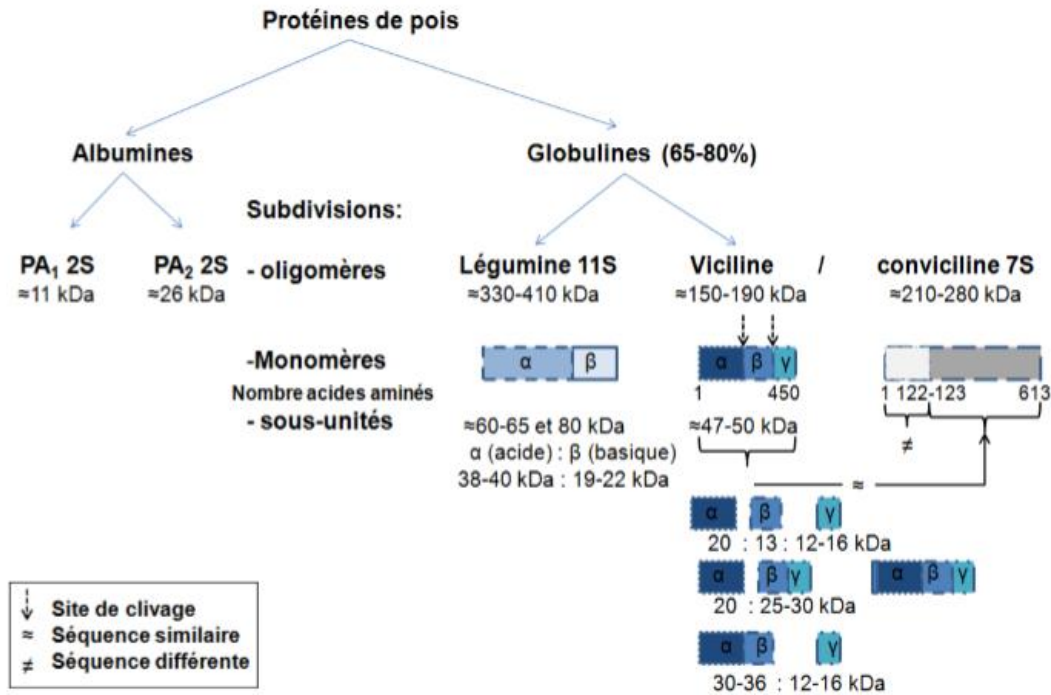 Protéines de pois
Albumines
Globulines (65-80%)
Subdivisions:
PA₁ 2S
≈11 kDa
PA₂ 2S
≈26 kDa
- oligomères
Légumine 11S
≈330-410 kDa
Viciline / conviciline 7S
≈150-190 kDa
≈210-280 kDa
-Monomères
α β
α β γ
Nombre acides aminés
1 450
1 122-123 613
- sous-unités
≈60-65 et 80 kDa
α (acide) : β (basique)
38-40 kDa : 19-22 kDa
≈47-50 kDa
≠
≈
α β γ
20 : 13 : 12-16 kDa
α β γ
20 : 25-30 kDa
α β γ
α β γ
30-36 : 12-16 kDa
Site de clivage
≈ Séquence similaire
≠ Séquence différente